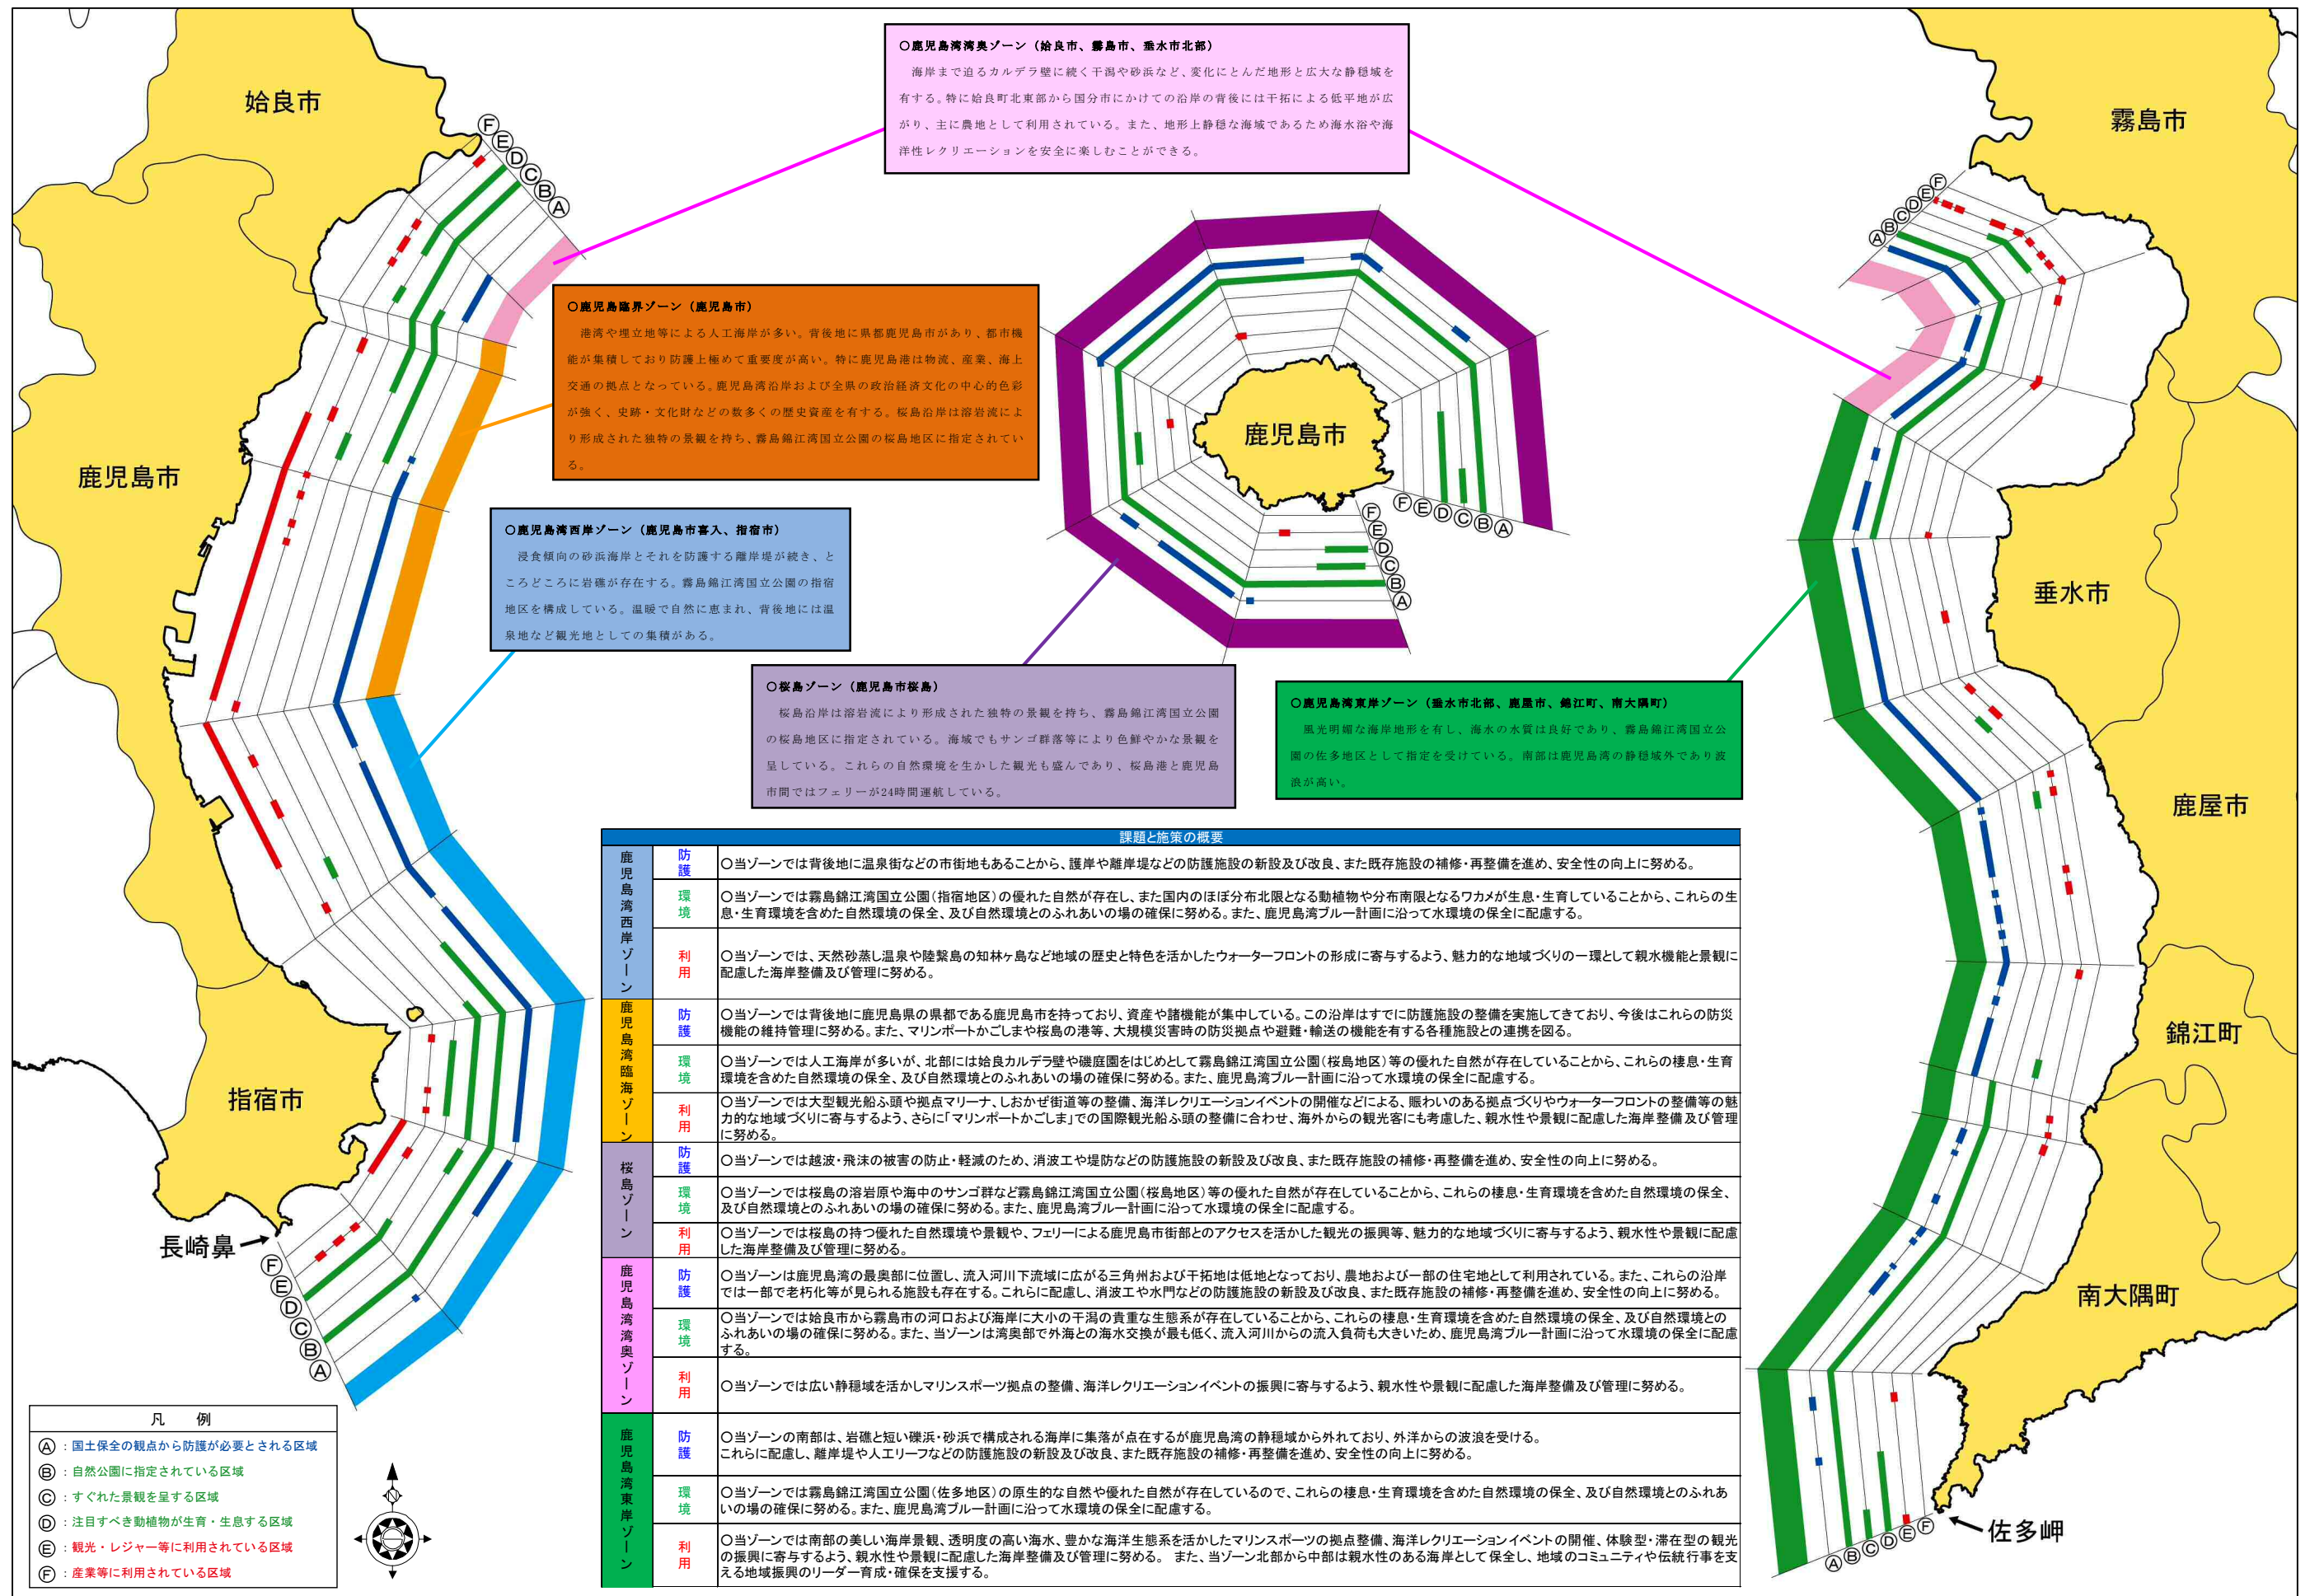 〇鹿児島湾湾奥ゾーン（姶良市、霧島市、垂水市北部）
海岸まで迫るカルデラ壁に続く干潟や砂浜など、変化にとんだ地形と広大な静穏域を
有する。特に姶良町北東部から国分市にかけての沿岸の背後には干拓による低平地が広
がり、主に農地として利用されている。また、地形上静穏な海域であるため海水浴や海
洋性レクリエーションを安全に楽しむことができる。
姶良市
霧島市
Ⓕ
Ⓔ
Ⓓ
Ⓒ
Ⓑ
Ⓐ
Ⓐ Ⓑ Ⓒ Ⓓ Ⓔ Ⓕ
〇鹿児島臨界ゾーン（鹿児島市）
港湾や埋立地等による人工海岸が多い。背後地に県都鹿児島市があり、都市機
能が集積しており防護上極めて重要度が高い。特に鹿児島港は物流、産業、海上
交通の拠点となっている。鹿児島湾沿岸および全県の政治経済文化の中心的色彩
が強く、史跡・文化財などの数多くの歴史資産を有する。桜島沿岸は溶岩流によ
り形成された独特の景観を持ち、霧島錦江湾国立公園の桜島地区に指定されてい
る。
鹿児島市
鹿児島市
Ⓕ Ⓔ Ⓓ Ⓒ Ⓑ Ⓐ
Ⓕ
Ⓔ
Ⓓ
Ⓒ
Ⓑ
Ⓐ
〇鹿児島湾西岸ゾーン（鹿児島市喜入、指宿市）
浸食傾向の砂浜海岸とそれを防護する離岸堤が続き、と
ころどころに岩礁が存在する。霧島錦江湾国立公園の指宿
地区を構成している。温暖で自然に恵まれ、背後地には温
泉地など観光地としての集積がある。
垂水市
〇桜島ゾーン（鹿児島市桜島）
桜島沿岸は溶岩流により形成された独特の景観を持ち、霧島錦江湾国立公園
の桜島地区に指定されている。海域でもサンゴ群落等により色鮮やかな景観を
呈している。これらの自然環境を生かした観光も盛んであり、桜島港と鹿児島
市間ではフェリーが24時間運航している。
〇鹿児島湾東岸ゾーン（垂水市北部、鹿屋市、錦江町、南大隅町）
風光明媚な海岸地形を有し、海水の水質は良好であり、霧島錦江湾国立公
園の佐多地区として指定を受けている。南部は鹿児島湾の静穏域外であり波
浪が高い。
鹿屋市
錦江町
南大隅町
指宿市
長崎鼻
佐多岬
Ⓕ
Ⓔ
Ⓓ
Ⓒ
Ⓑ
Ⓐ
Ⓐ Ⓑ Ⓒ Ⓓ Ⓔ Ⓕ
課題と施策の概要
鹿児島湾西岸ゾーン
防護
〇当ゾーンでは背後地に温泉街などの市街地もあることから、護岸や離岸堤などの防護施設の新設及び改良、また既存施設の補修・再整備を進め、安全性の向上に努める。
環境
〇当ゾーンでは霧島錦江湾国立公園（指宿地区）の優れた自然が存在し、また国内のほぼ分布北限となる動植物や分布南限となるワカメが生息・生育していることから、これらの生
息・生育環境を含めた自然環境の保全、及び自然環境とのふれあいの場の確保に努める。また、鹿児島湾ブルー計画に沿って水環境の保全に配慮する。
利用
〇当ゾーンでは、天然砂蒸し温泉や陸繋島の知林ヶ島など地域の歴史と特色を活かしたウォーターフロントの形成に寄与するよう、魅力的な地域づくりの一環として親水機能と景観に
配慮した海岸整備及び管理に努める。
鹿児島湾臨海ゾーン
防護
〇当ゾーンでは背後地に鹿児島県の県都である鹿児島市を持っており、資産や諸機能が集中している。この沿岸はすでに防護施設の整備を実施してきており、今後はこれらの防災
機能の維持管理に努める。また、マリンポートかごしまや桜島の港等、大規模災害時の防災拠点や避難・輸送の機能を有する各種施設との連携を図る。
環境
〇当ゾーンでは人工海岸が多いが、北部には姶良カルデラ壁や磯庭園をはじめとして霧島錦江湾国立公園（桜島地区）等の優れた自然が存在していることから、これらの棲息・生育
環境を含めた自然環境の保全、及び自然環境とのふれあいの場の確保に努める。また、鹿児島湾ブルー計画に沿って水環境の保全に配慮する。
利用
〇当ゾーンでは大型観光船ふ頭や拠点マリーナ、しおかぜ街道等の整備、海洋レクリエーションイベントの開催などによる、賑わいのある拠点づくりやウォーターフロントの整備等の魅
力的な地域づくりに寄与するよう、さらに「マリンポートかごしま」での国際観光船ふ頭の整備に合わせ、海外からの観光客にも考慮した、親水性や景観に配慮した海岸整備及び管理
に努める。
桜島ゾーン
防護
〇当ゾーンでは越波・飛沫の被害の防止・軽減のため、消波工や堤防などの防護施設の新設及び改良、また既存施設の補修・再整備を進め、安全性の向上に努める。
環境
〇当ゾーンでは桜島の溶岩原や海中のサンゴ群など霧島錦江湾国立公園（桜島地区）等の優れた自然が存在していることから、これらの棲息・生育環境を含めた自然環境の保全、
及び自然環境とのふれあいの場の確保に努める。また、鹿児島湾ブルー計画に沿って水環境の保全に配慮する。
利用
〇当ゾーンでは桜島の持つ優れた自然環境や景観や、フェリーによる鹿児島市街部とのアクセスを活かした観光の振興等、魅力的な地域づくりに寄与するよう、親水性や景観に配慮
した海岸整備及び管理に努める。
鹿児島湾湾奥ゾーン
防護
〇当ゾーンは鹿児島湾の最奥部に位置し、流入河川下流域に広がる三角州および干拓地は低地となっており、農地および一部の住宅地として利用されている。また、これらの沿岸
では一部で老朽化等が見られる施設も存在する。これらに配慮し、消波工や水門などの防護施設の新設及び改良、また既存施設の補修・再整備を進め、安全性の向上に努める。
環境
〇当ゾーンでは姶良市から霧島市の河口および海岸に大小の干潟の貴重な生態系が存在していることから、これらの棲息・生育環境を含めた自然環境の保全、及び自然環境との
ふれあいの場の確保に努める。また、当ゾーンは湾奥部で外海との海水交換が最も低く、流入河川からの流入負荷も大きいため、鹿児島湾ブルー計画に沿って水環境の保全に配慮
する。
利用
〇当ゾーンでは広い静穏域を活かしマリンスポーツ拠点の整備、海洋レクリエーションイベントの振興に寄与するよう、親水性や景観に配慮した海岸整備及び管理に努める。
鹿児島湾東岸ゾーン
防護
〇当ゾーンの南部は、岩礁と短い礫浜・砂浜で構成される海岸に集落が点在するが鹿児島湾の静穏域から外れており、外洋からの波浪を受ける。
これらに配慮し、離岸堤や人工リーフなどの防護施設の新設及び改良、また既存施設の補修・再整備を進め、安全性の向上に努める。
環境
〇当ゾーンでは霧島錦江湾国立公園（佐多地区）の原生的な自然や優れた自然が存在しているので、これらの棲息・生育環境を含めた自然環境の保全、及び自然環境とのふれあ
いの場の確保に努める。また、鹿児島湾ブルー計画に沿って水環境の保全に配慮する。
利用
〇当ゾーンでは南部の美しい海岸景観、透明度の高い海水、豊かな海洋生態系を活かしたマリンスポーツの拠点整備、海洋レクリエーションイベントの開催、体験型・滞在型の観光
の振興に寄与するよう、親水性や景観に配慮した海岸整備及び管理に努める。 また、当ゾーン北部から中部は親水性のある海岸として保全し、地域のコミュニティや伝統行事を支
える地域振興のリーダー育成・確保を支援する。
凡 例
Ⓐ：国土保全の観点から防護が必要とされる区域
Ⓑ：自然公園に指定されている区域
Ⓒ：すぐれた景観を呈する区域
Ⓓ：注目すべき動植物が生育・生息する区域
Ⓔ：観光・レジャー等に利用されている区域
Ⓕ：産業等に利用されている区域
N